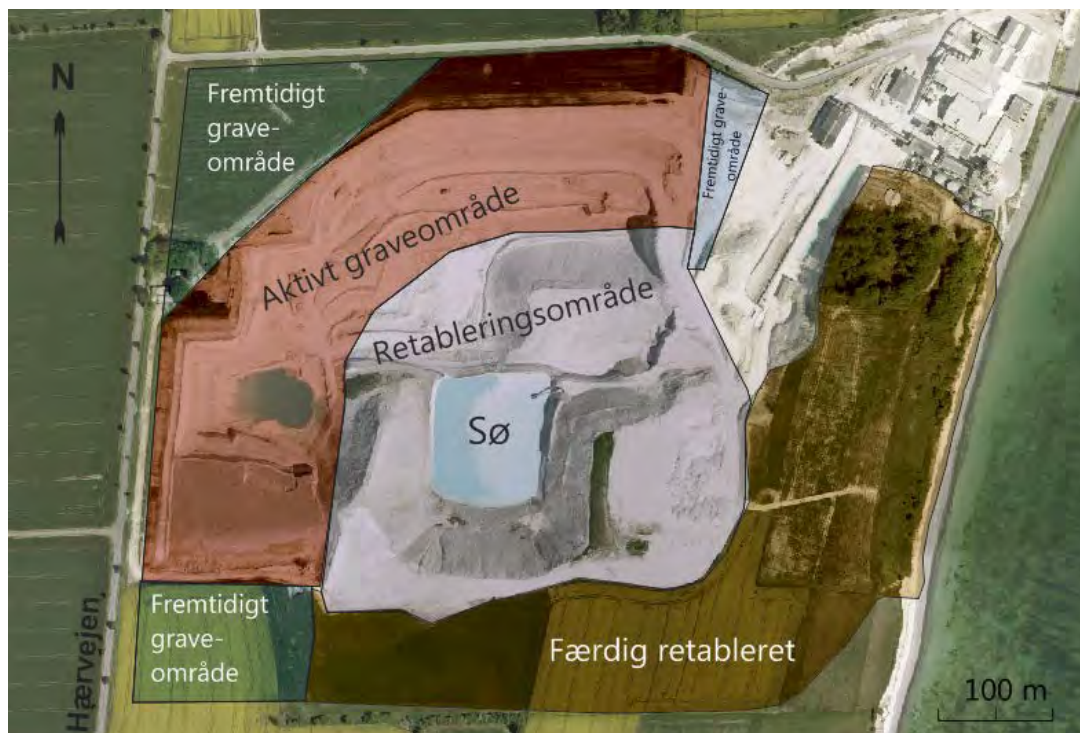 N
Fremtidigt
grave-
område
Fremtidigt grave-
område
Aktivt graveområde
Retableringsområde
Sø
Fremtidigt
grave-
område
Færdig retableret
Hærvejen
100 m